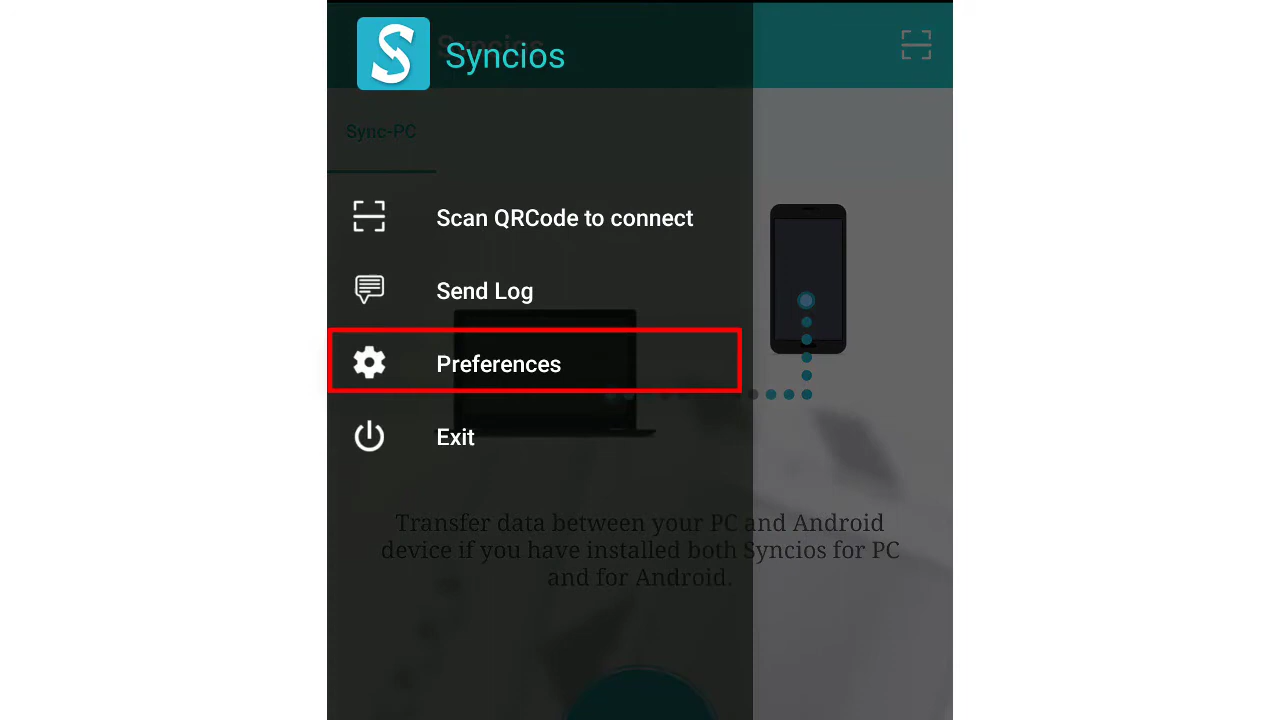 Syncios
Sync-PC
Scan QRCode to connect
Send Log
Preferences
Exit
Transfer data between your PC and Android
device if you have installed both Syncios for PC
and for Android.